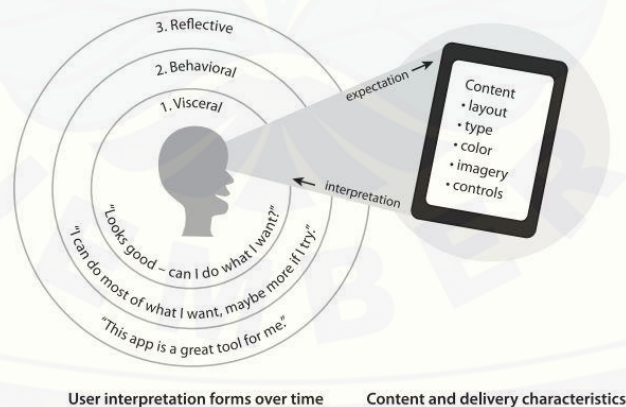 3. Reflective
2. Behavioral
1. Visceral
"Looks good – can I do what I want?"
"I can do most of what I want, maybe more if I try."
"This app is a great tool for me."
expectation
interpretation
Content
• layout
• type
• color
• imagery
• controls
User interpretation forms over time
Content and delivery characteristics